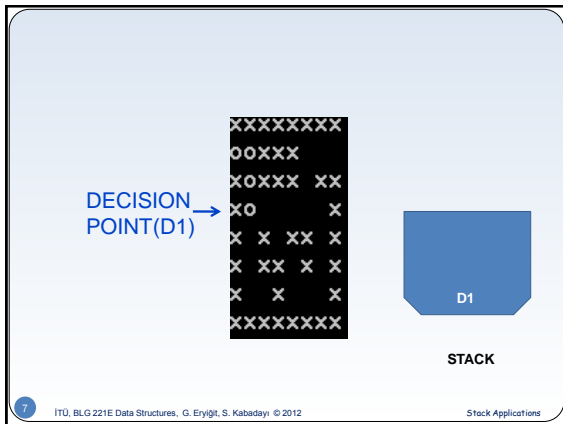 XXXXXXXX
OOXXX
XOXXX XX
DECISION
POINT(D1)
XO     X
X X XX X
X XX X X
X  X   X
XXXXXXXX
D1
STACK
7
İTÜ, BLG 221E Data Structures, G. Eryiğit, S. Kabadayı © 2012
Stack Applications